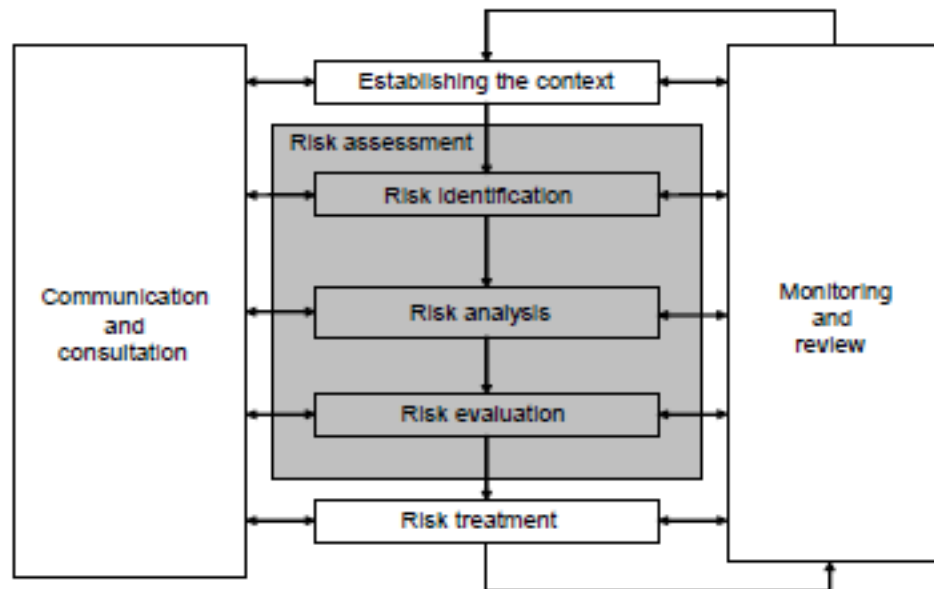 Establishing the context
Risk assessment
Risk identification
Communication
and
consultation
Risk analysis
Monitoring
and
review
Risk evaluation
Risk treatment